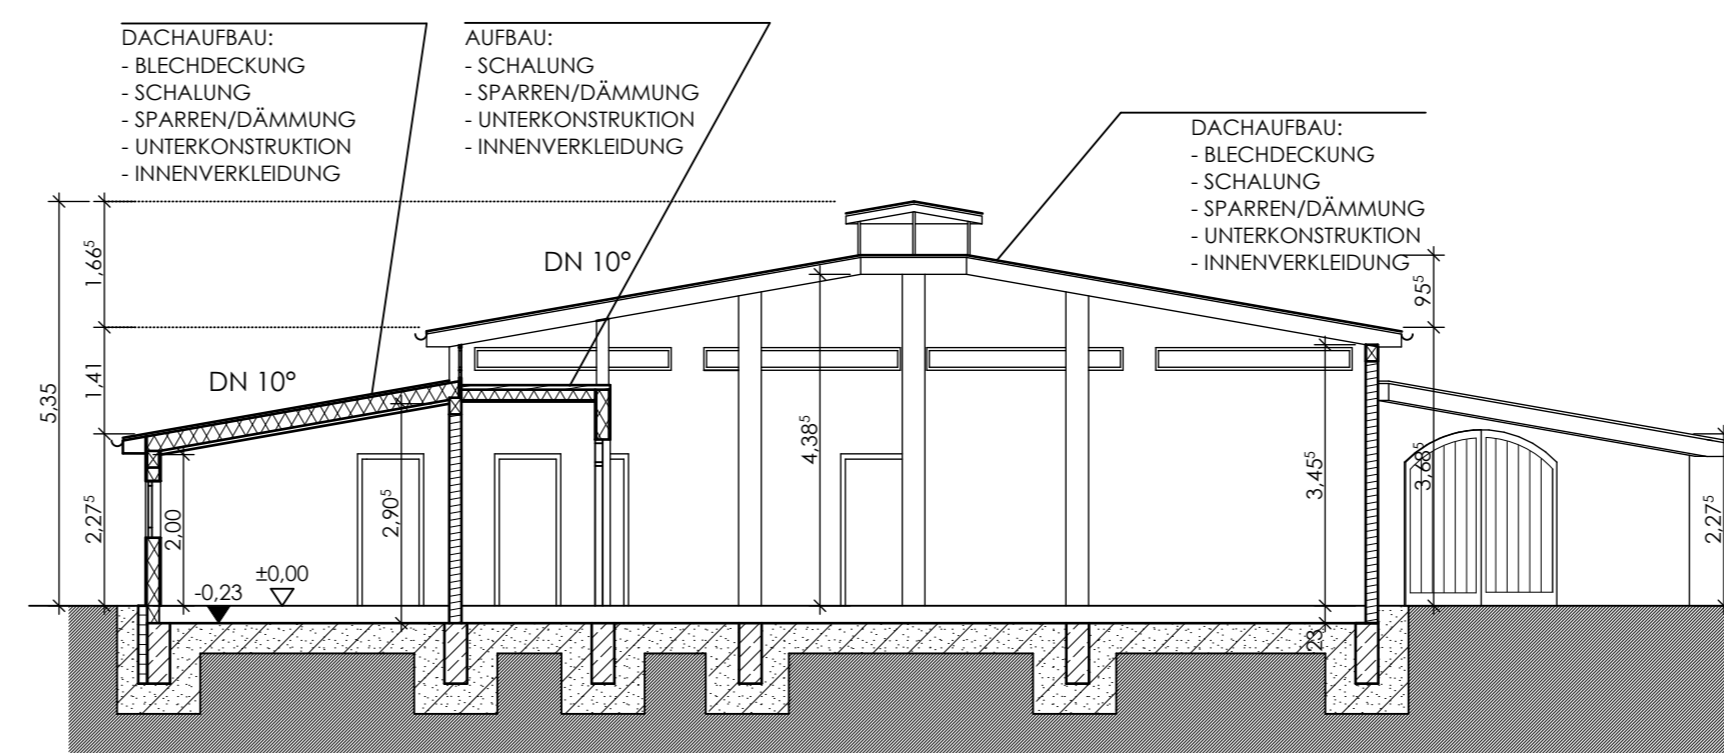 DACHAUFBAU:
- BLECHDECKUNG
- SCHALUNG
- SPARREN/DÄMMUNG
- UNTERKONSTRUKTION
- INNENVERKLEIDUNG
AUFBAU:
- SCHALUNG
- SPARREN/DÄMMUNG
- UNTERKONSTRUKTION
- INNENVERKLEIDUNG
DACHAUFBAU:
- BLECHDECKUNG
- SCHALUNG
- SPARREN/DÄMMUNG
- UNTERKONSTRUKTION
- INNENVERKLEIDUNG
DN 10°
DN 10°
5,35
1,66⁵
1,41
2,27⁵
2,00
2,90⁵
4,38⁵
3,45⁵
23
95⁵
3,68⁵
2,27⁵
-0,23
±0,00